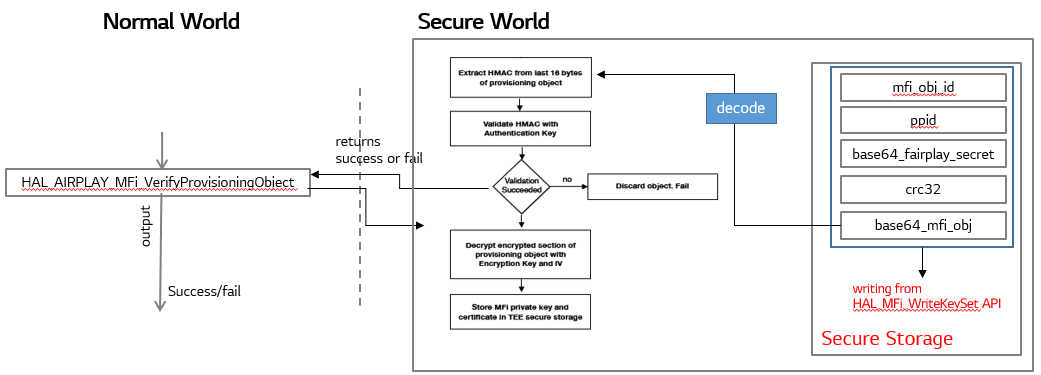 Normal World
Secure World
Extract HMAC from last 16 bytes
of provisioning object
Validate HMAC with
Authentication Key
Validation
Succeeded
no
Discard object. Fail
Decrypt encrypted section of
provisioning object with
Encryption Key and IV
Store MFi private key and
certificate in TEE secure storage
returns
success or fail
HAL_AIRPLAY_MFi_VerifyProvisioningObject
output
Success/fail
decode
mfi_obj_id
ppid
base64_fairplay_secret
crc32
base64_mfi_obj
writing from
HAL_MFi_WriteKeySet API
Secure Storage